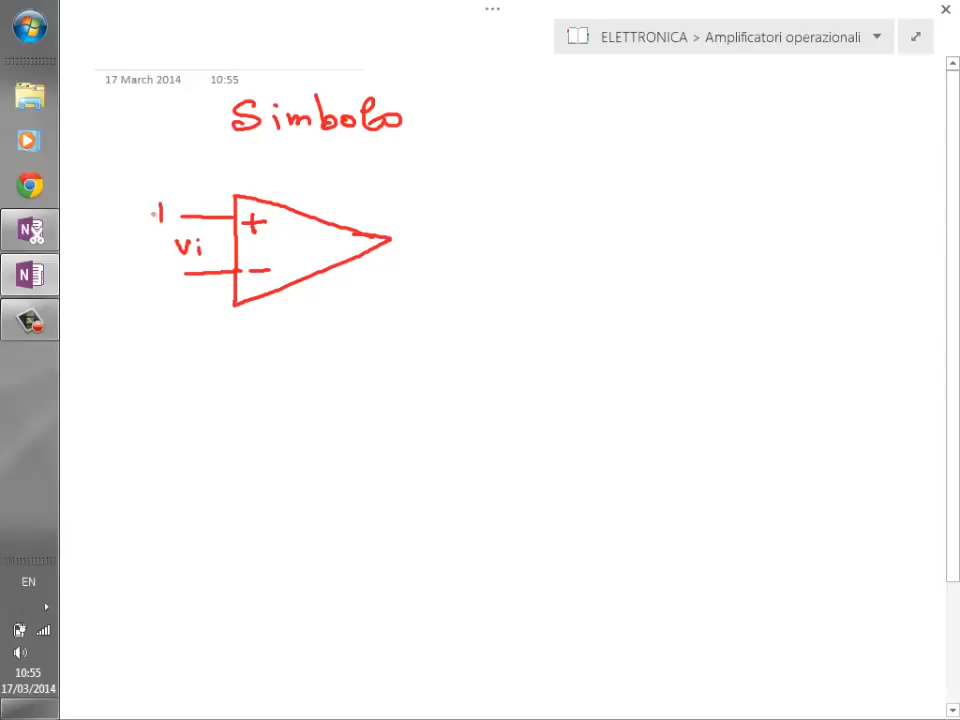 ELETTRONICA > Amplificatori operazionali
17 March 2014 10:55
Simbolo
+
Vi
−
EN
10:55
17/03/2014